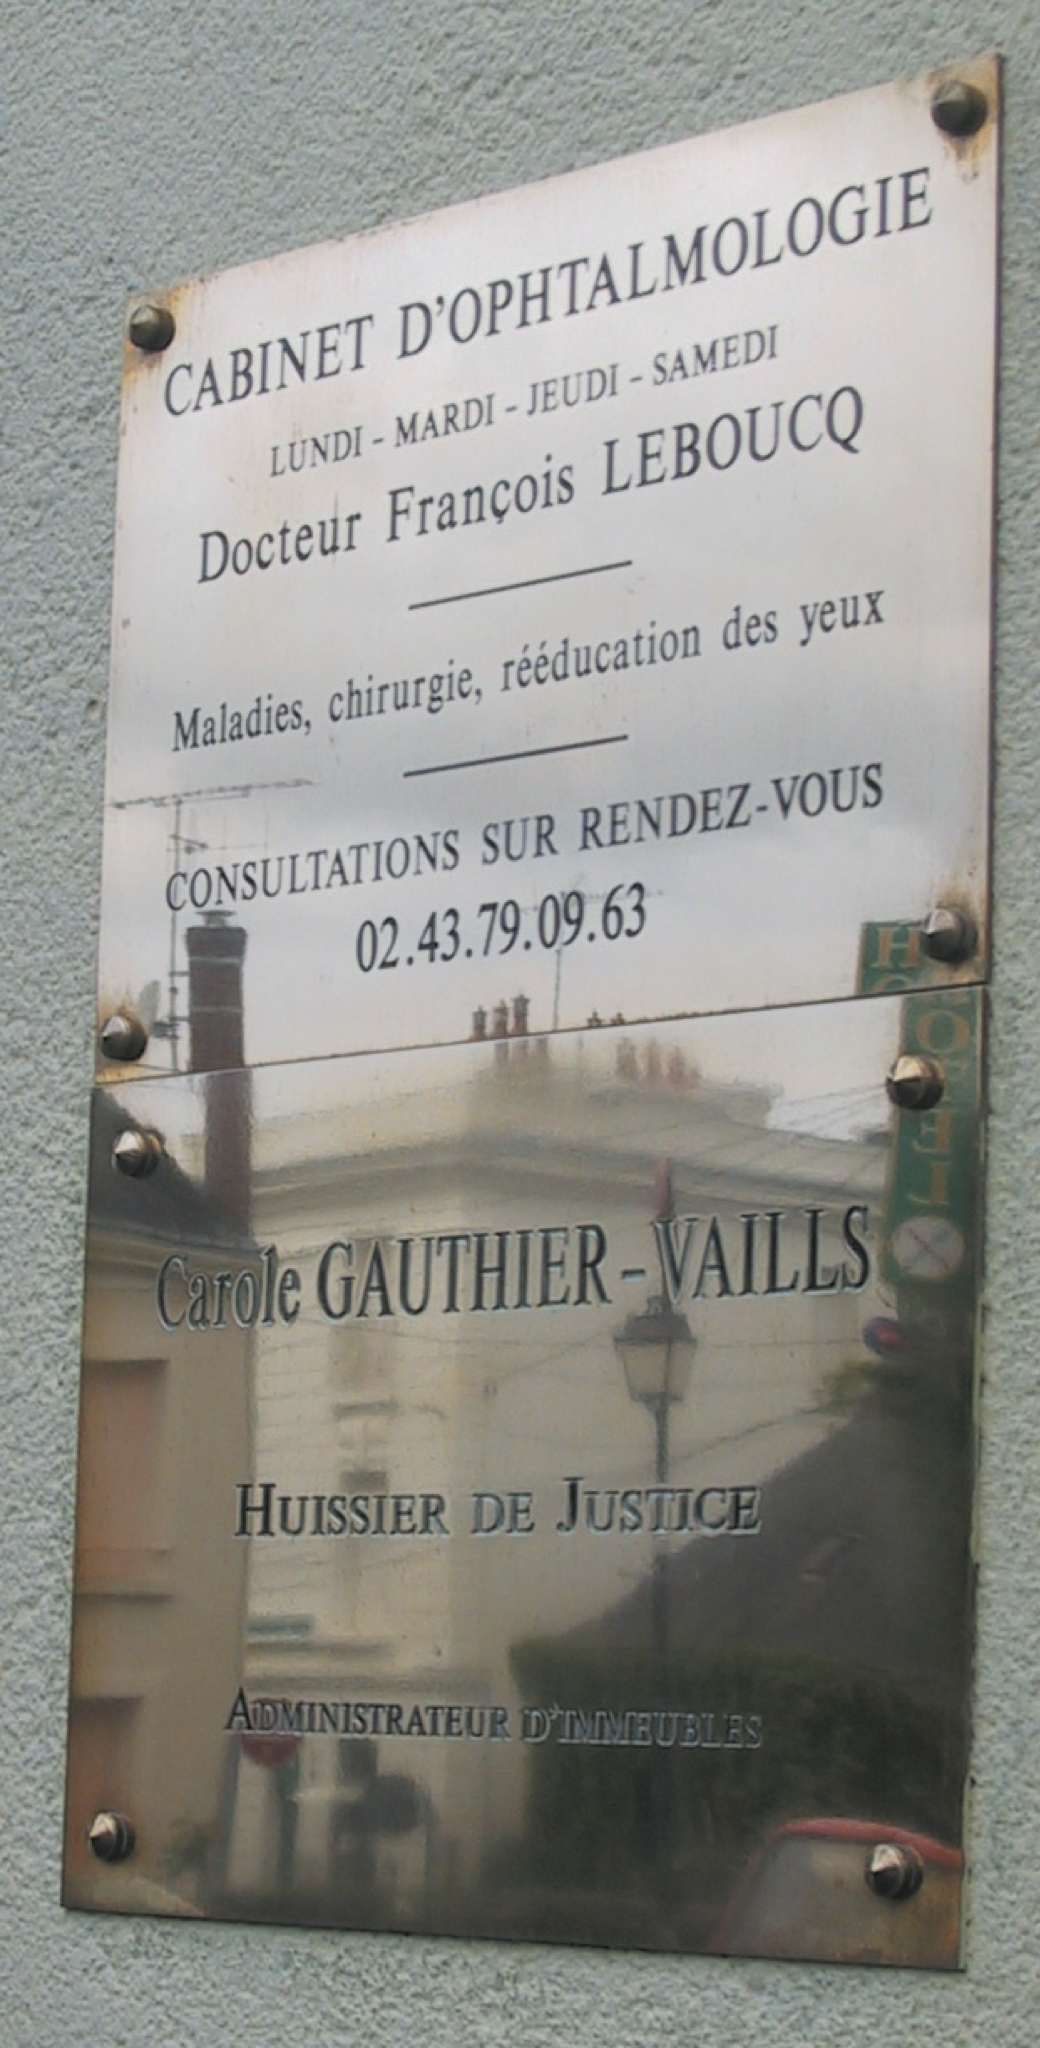 CABINET D'OPHTALMOLOGIE
LUNDI - MARDI - JEUDI - SAMEDI
Docteur François LEBOUCQ
Maladies, chirurgie, rééducation des yeux
CONSULTATIONS SUR RENDEZ-VOUS
02.43.79.09.63
HOTEL
Carole GAUTHIER - VAILLS
HUISSIER DE JUSTICE
ADMINISTRATEUR D'IMMEUBLES